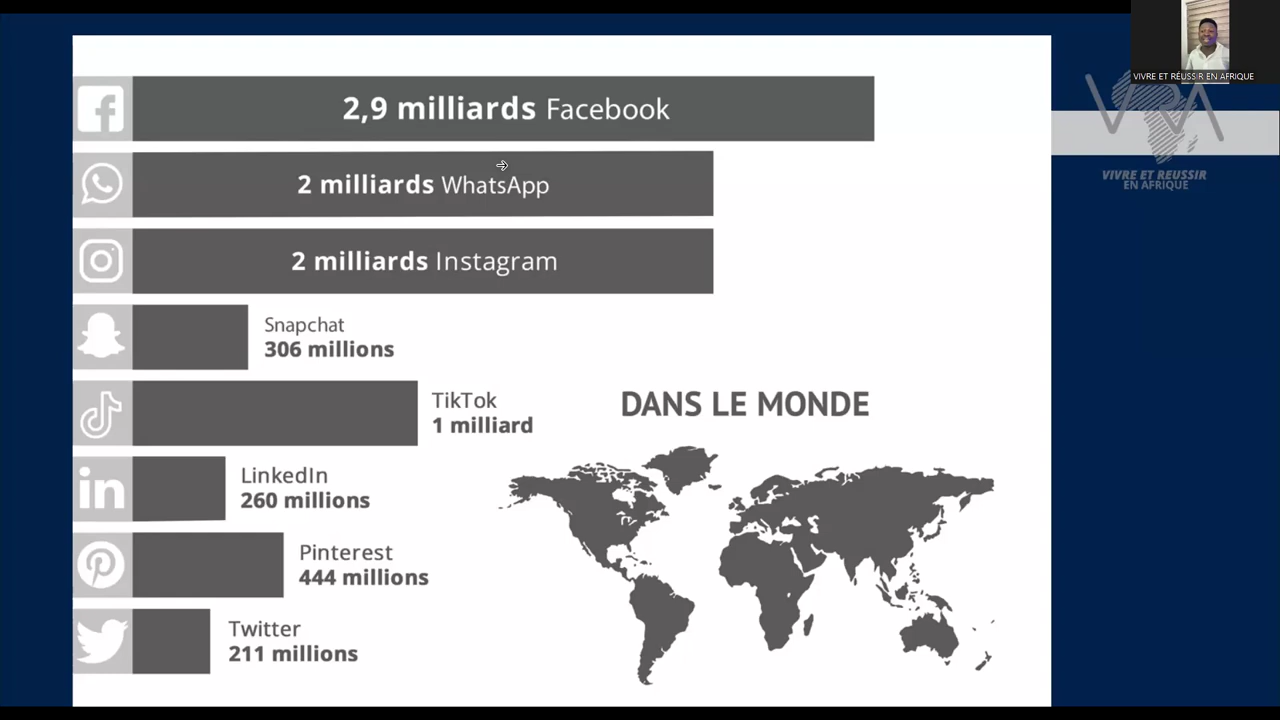 VIVRE ET RÉUSSIR EN AFRIQUE
2,9 milliards Facebook
2 milliards WhatsApp
2 milliards Instagram
Snapchat
306 millions
TikTok
1 milliard
LinkedIn
260 millions
Pinterest
444 millions
Twitter
211 millions
DANS LE MONDE
VRA
VIVRE ET REUSSIR
EN AFRIQUE